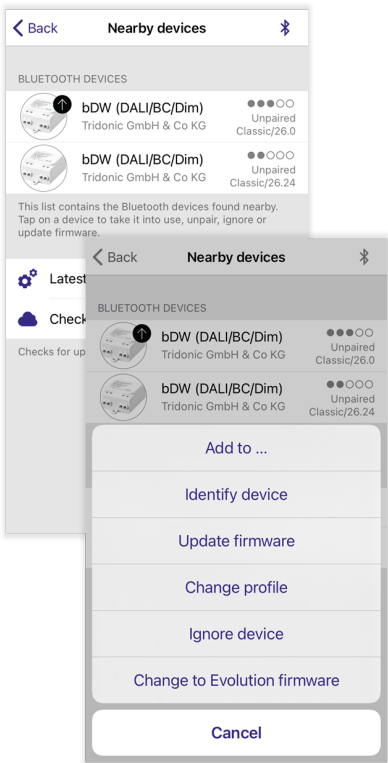 Back
Nearby devices
BLUETOOTH DEVICES
bDW (DALI/BC/Dim)
Tridonic GmbH & Co KG
Unpaired
Classic/26.0
bDW (DALI/BC/Dim)
Tridonic GmbH & Co KG
Unpaired
Classic/26.24
This list contains the Bluetooth devices found nearby.
Tap on a device to take it into use, unpair, ignore or
update firmware.
Latest
Check
Checks for up
Back
Nearby devices
BLUETOOTH DEVICES
bDW (DALI/BC/Dim)
Tridonic GmbH & Co KG
Unpaired
Classic/26.0
bDW (DALI/BC/Dim)
Tridonic GmbH & Co KG
Unpaired
Classic/26.24
Add to ...
Identify device
Update firmware
Change profile
Ignore device
Change to Evolution firmware
Cancel